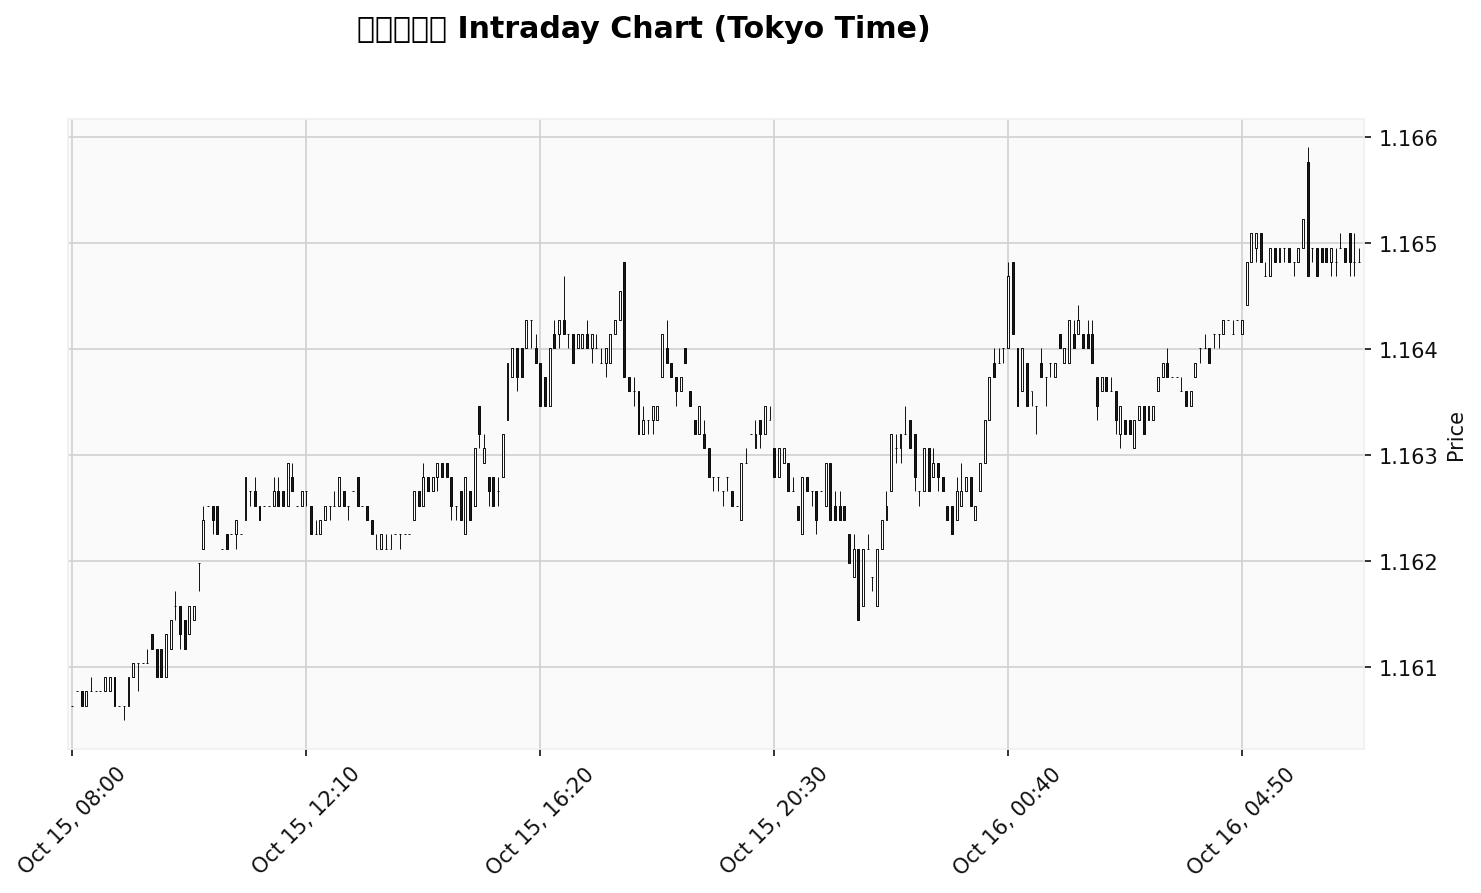 Intraday Chart (Tokyo Time)
1.166
1.165
1.164
1.163
1.162
1.161
Price
Oct 15, 08:00
Oct 15, 12:10
Oct 15, 16:20
Oct 15, 20:30
Oct 16, 00:40
Oct 16, 04:50